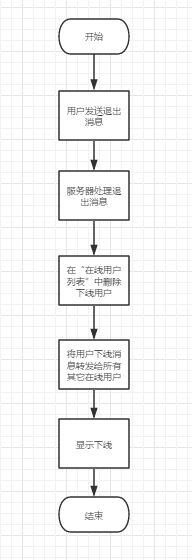 开始
用户发送退出
消息
服务器处理退
出消息
在“在线用户
列表”中删除
下线用户
将用户下线消
息转发给所有
其它在线用户
显示下线
结束